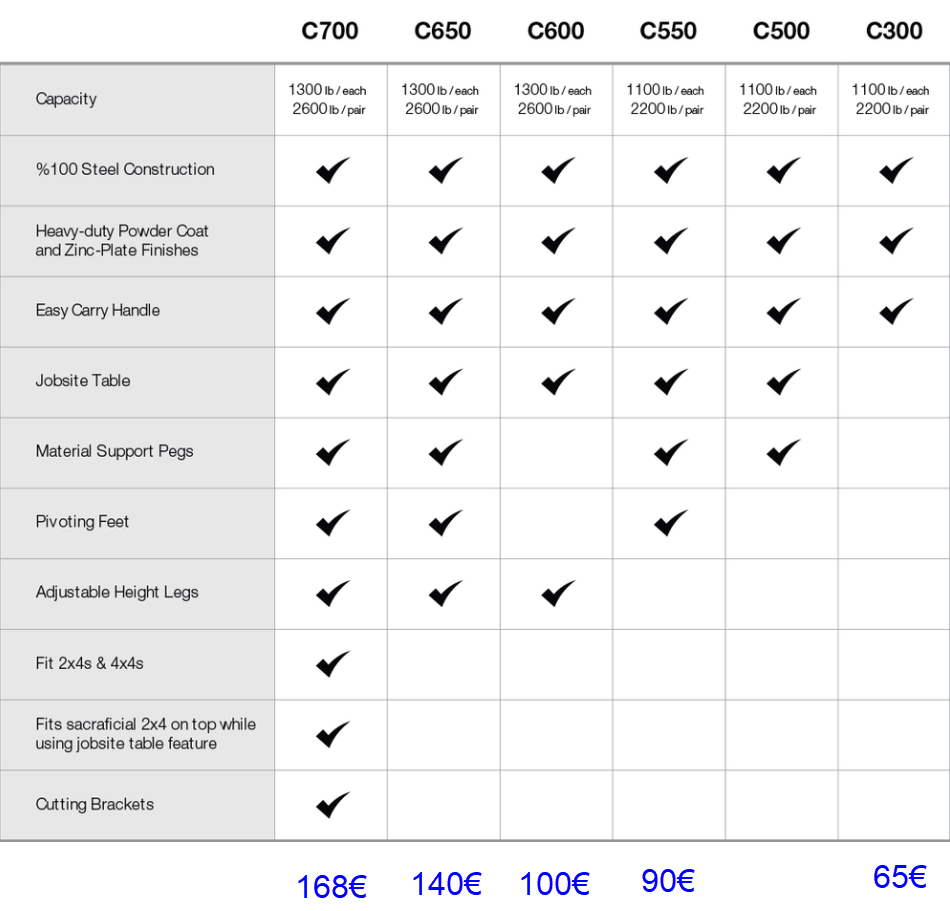 C700 C650 C600 C550 C500 C300
Capacity
1300 lb / each 1300 lb / each 1300 lb / each 1100 lb / each 1100 lb / each 1100 lb / each
2600 lb / pair 2600 lb / pair 2600 lb / pair 2200 lb / pair 2200 lb / pair 2200 lb / pair
%100 Steel Construction
Heavy-duty Powder Coat
and Zinc-Plate Finishes
Easy Carry Handle
Jobsite Table
Material Support Pegs
Pivoting Feet
Adjustable Height Legs
Fit 2x4s & 4x4s
Fits sacraficial 2x4 on top while
using jobsite table feature
Cutting Brackets
168€ 140€ 100€ 90€ 65€